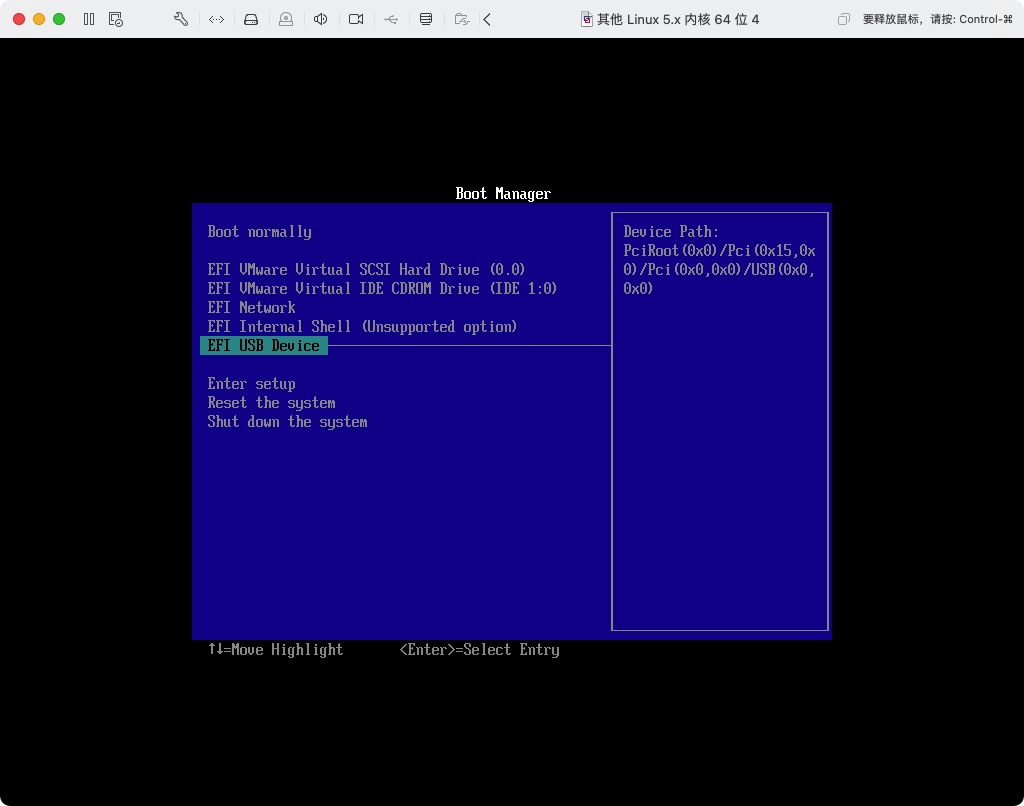 其他 Linux 5.x 内核 64 位 4
要释放鼠标，请按: Control-⌘
Boot Manager
Boot normally
EFI VMware Virtual SCSI Hard Drive (0.0)
EFI VMware Virtual IDE CDROM Drive (IDE 1:0)
EFI Network
EFI Internal Shell (Unsupported option)
EFI USB Device
Enter setup
Reset the system
Shut down the system
Device Path:
PciRoot(0x0)/Pci(0x15,0x
0)/Pci(0x0,0x0)/USB(0x0,
0x0)
↑↓=Move Highlight
<Enter>=Select Entry